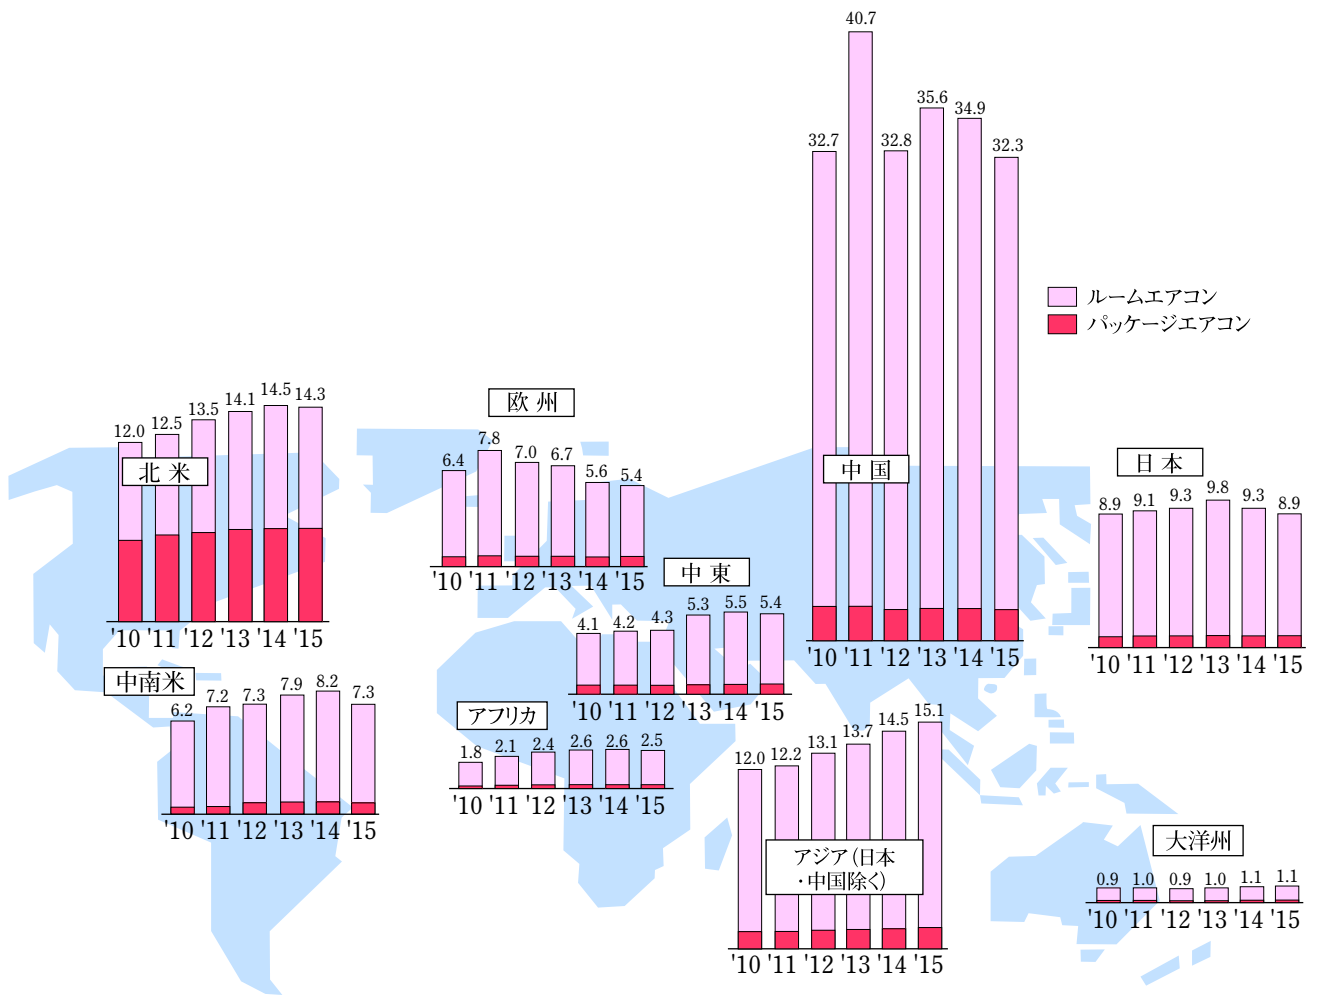 40.7
35.6
34.9
32.7
32.8
32.3
中国
'10 '11 '12 '13 '14 '15
ルームエアコン
パッケージエアコン
12.0 12.5 13.5 14.1 14.5 14.3
北米
'10 '11 '12 '13 '14 '15
欧州
6.4 7.8 7.0 6.7 5.6 5.4
'10 '11 '12 '13 '14 '15
日本
8.9 9.1 9.3 9.8 9.3 8.9
'10 '11 '12 '13 '14 '15
中東
4.1 4.2 4.3 5.3 5.5 5.4
'10 '11 '12 '13 '14 '15
中南米
6.2 7.2 7.3 7.9 8.2 7.3
'10 '11 '12 '13 '14 '15
アフリカ
1.8 2.1 2.4 2.6 2.6 2.5
'10 '11 '12 '13 '14 '15
12.0 12.2 13.1 13.7 14.5 15.1
アジア(日本
・中国除く)
'10 '11 '12 '13 '14 '15
大洋州
0.9 1.0 0.9 1.0 1.1 1.1
'10 '11 '12 '13 '14 '15